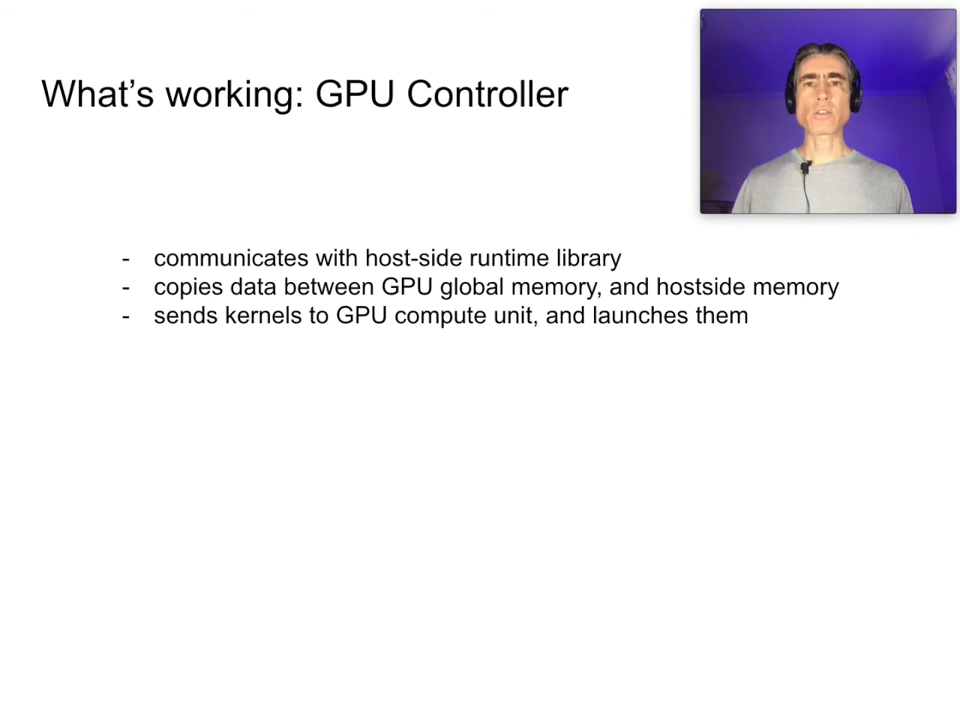 What’s working: GPU Controller
- communicates with host-side runtime library
- copies data between GPU global memory, and hostside memory
- sends kernels to GPU compute unit, and launches them